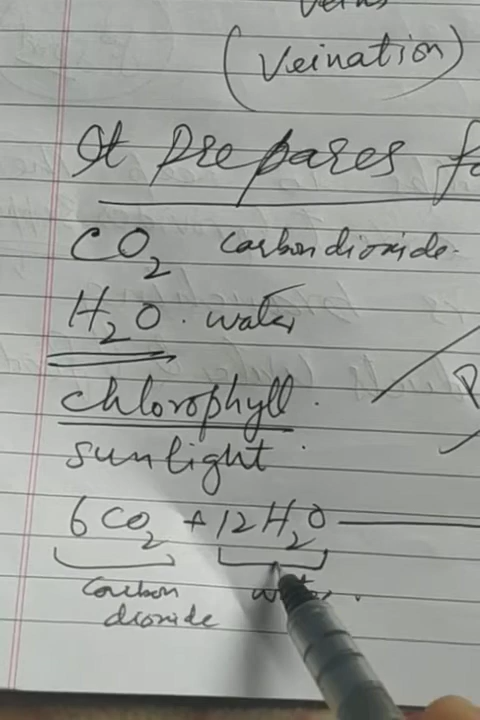 (Veination)
It prepares
CO2 Carbondioxide.
H2O. water
chlorophyll.
sunlight
6CO2 + 12H2O
Carbon
dioxide